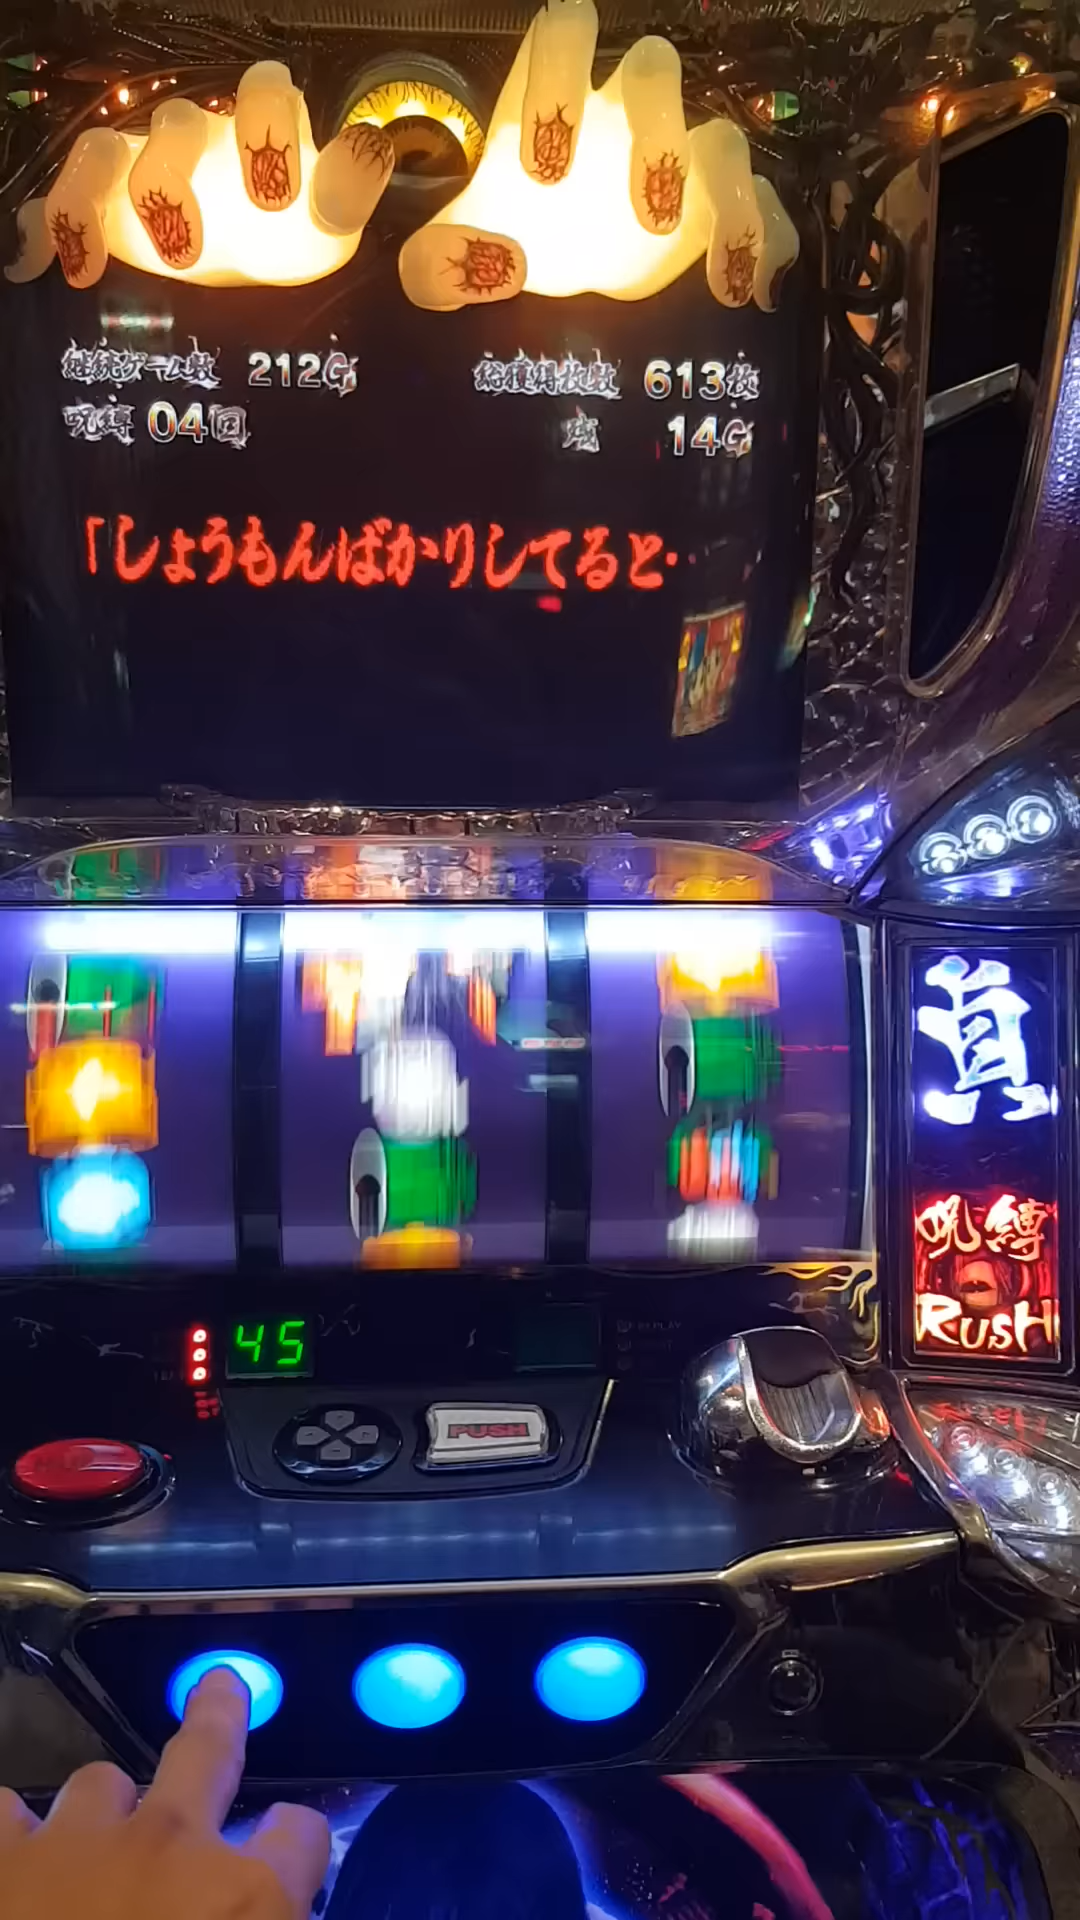 継続ゲーム数 212G
総獲得枚数 613枚
呪縛 04回
残 14G
「しょうもんばかりしてると・
貞
呪縛
RUSH
45
REPLAY
PUSH